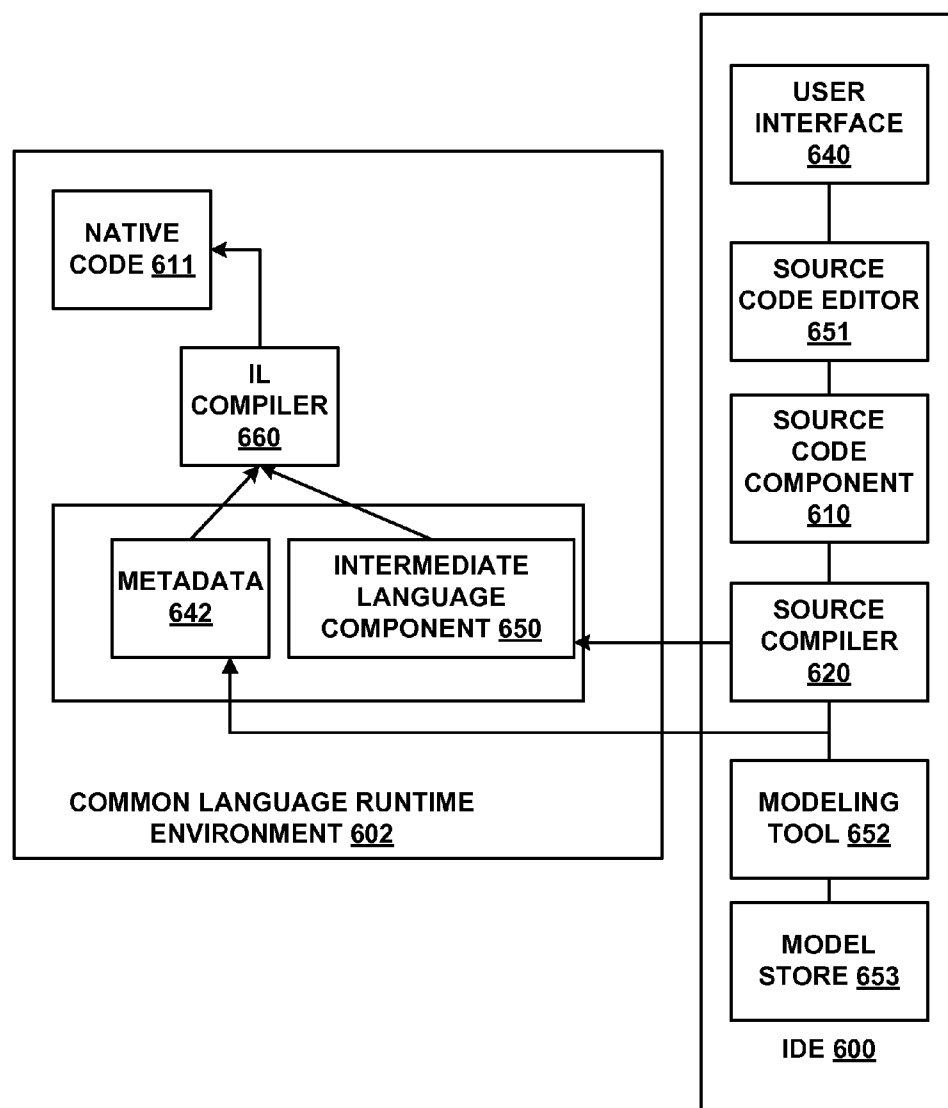 USER
INTERFACE
640
NATIVE
CODE 611
SOURCE
CODE EDITOR
651
IL
COMPILER
660
SOURCE
CODE
COMPONENT
610
METADATA
642
INTERMEDIATE
LANGUAGE
COMPONENT 650
SOURCE
COMPILER
620
COMMON LANGUAGE RUNTIME
ENVIRONMENT 602
MODELING
TOOL 652
MODEL
STORE 653
IDE 600